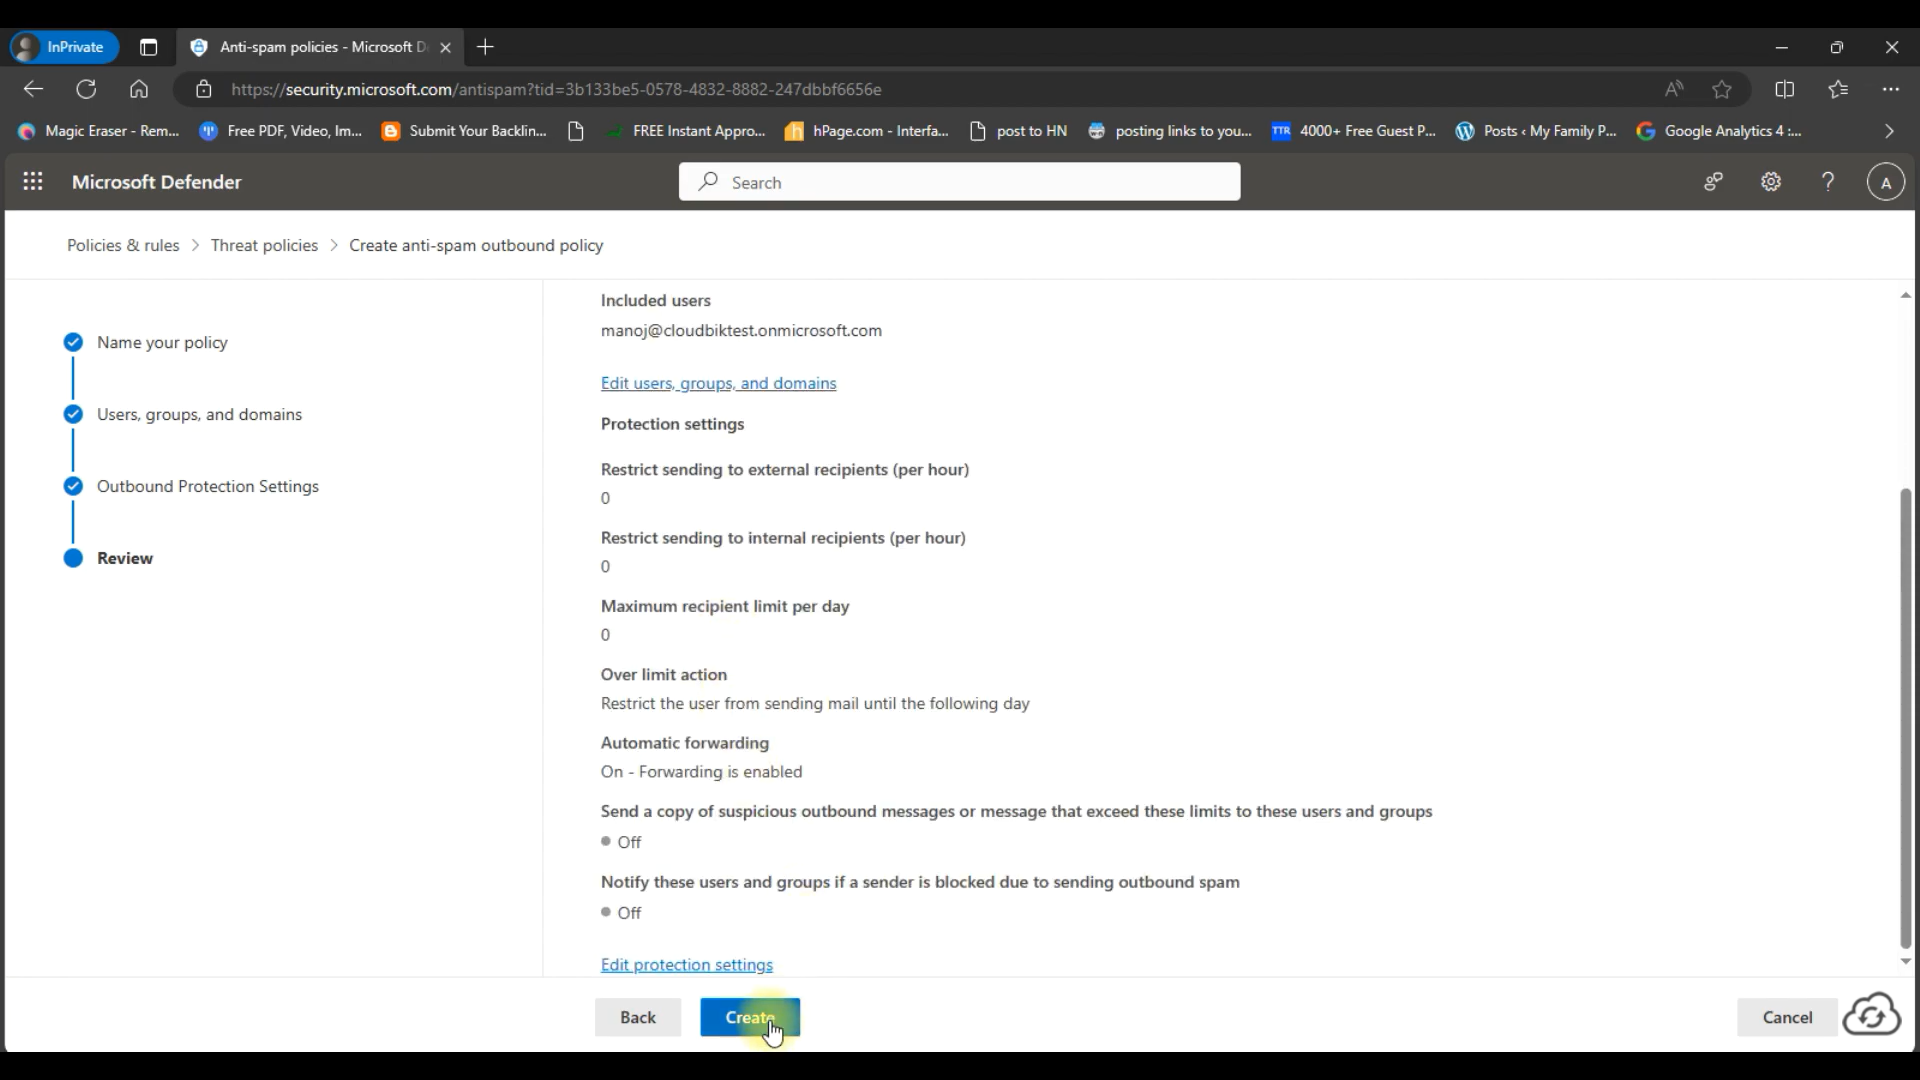 InPrivate
Anti-spam policies - Microsoft D
https://security.microsoft.com/antispam?tid=3b133be5-0578-4832-8882-247dbbf6656e
Magic Eraser - Rem... Free PDF, Video, Im... Submit Your Backlin... FREE Instant Appro... hPage.com - Interfa... post to HN posting links to you... TTR 4000+ Free Guest P... Posts ‹ My Family P... Google Analytics 4 :...
Microsoft Defender
Search
A
Policies & rules > Threat policies > Create anti-spam outbound policy
Name your policy
Users, groups, and domains
Outbound Protection Settings
Review
Included users
manoj@cloudbiktest.onmicrosoft.com
Edit users, groups, and domains
Protection settings
Restrict sending to external recipients (per hour)
0
Restrict sending to internal recipients (per hour)
0
Maximum recipient limit per day
0
Over limit action
Restrict the user from sending mail until the following day
Automatic forwarding
On - Forwarding is enabled
Send a copy of suspicious outbound messages or message that exceed these limits to these users and groups
Off
Notify these users and groups if a sender is blocked due to sending outbound spam
Off
Edit protection settings
Back
Create
Cancel